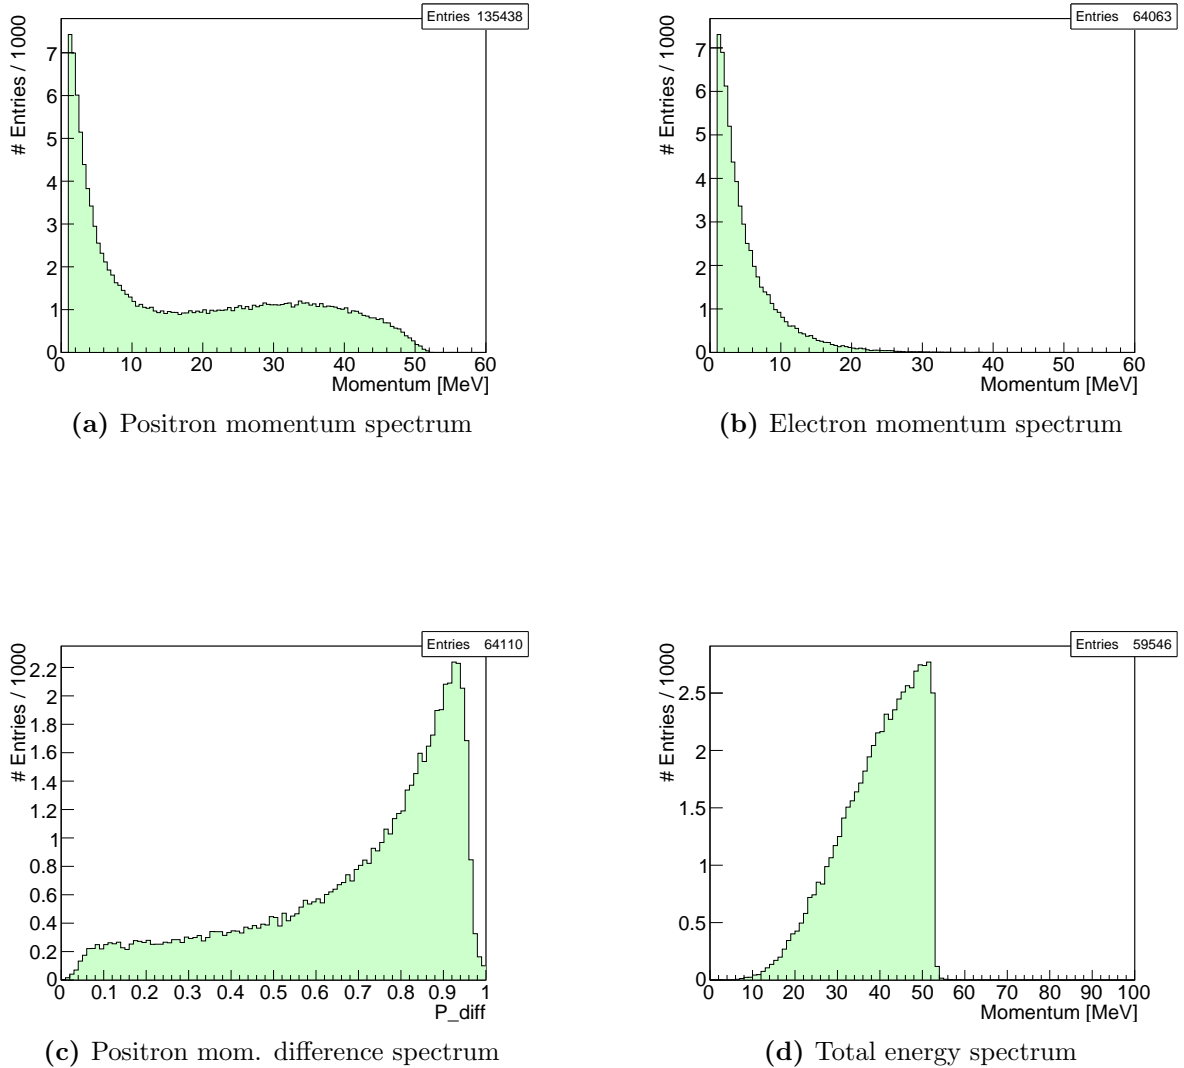 Entries 135438
# Entries / 1000
7
6
5
4
3
2
1
0
0 10 20 30 40 50 60
Momentum [MeV]
(a) Positron momentum spectrum
Entries 64063
# Entries / 1000
7
6
5
4
3
2
1
0
0 10 20 30 40 50 60
Momentum [MeV]
(b) Electron momentum spectrum
Entries 64110
# Entries / 1000
2.2
2
1.8
1.6
1.4
1.2
1
0.8
0.6
0.4
0.2
0
0 0.1 0.2 0.3 0.4 0.5 0.6 0.7 0.8 0.9 1
P_diff
(c) Positron mom. difference spectrum
Entries 59546
# Entries / 1000
2.5
2
1.5
1
0.5
0
0 10 20 30 40 50 60 70 80 90 100
Momentum [MeV]
(d) Total energy spectrum